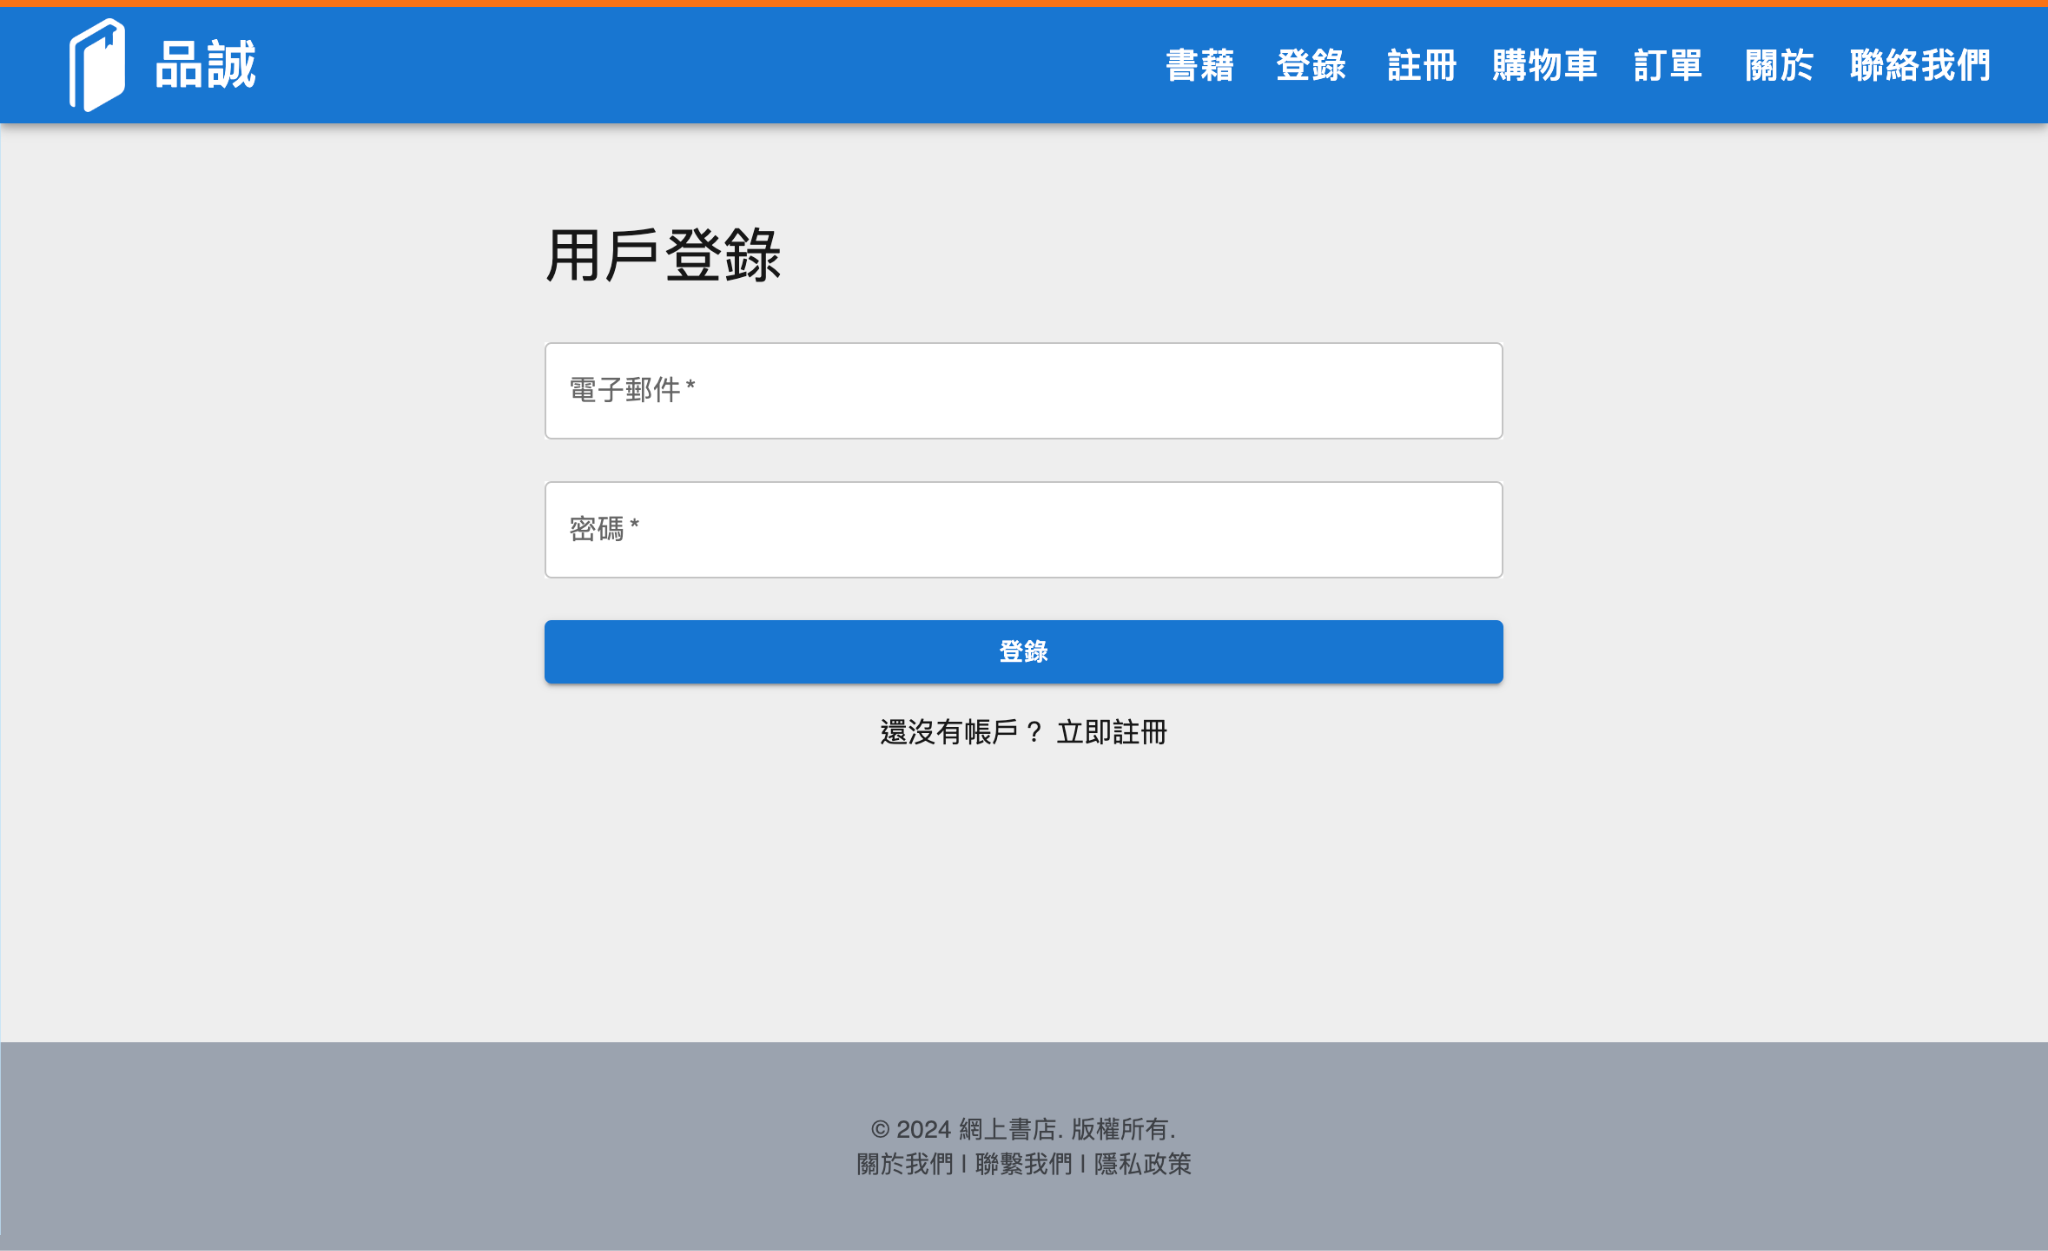 品誠
書藉 登錄 註冊 購物車 訂單 關於 聯絡我們
用戶登錄
電子郵件 *
密碼 *
登錄
還沒有帳戶？ 立即註冊
© 2024 網上書店. 版權所有.
關於我們 | 聯繫我們 | 隱私政策